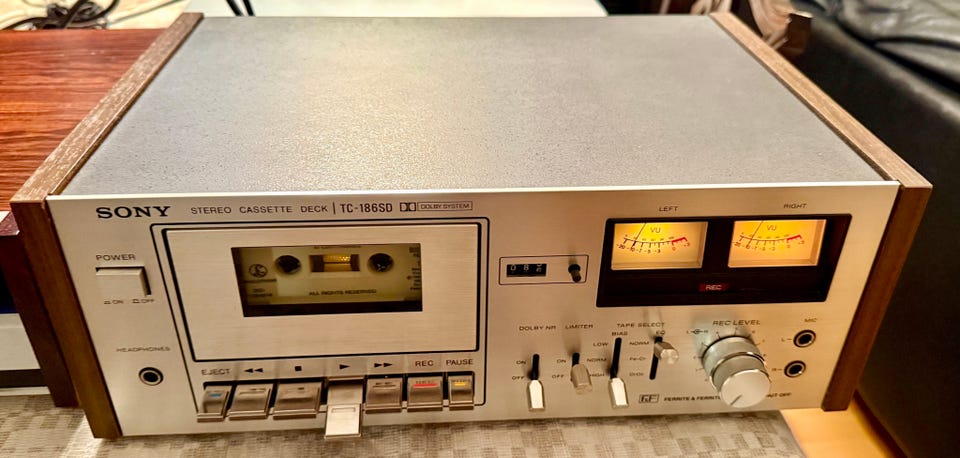 SONY
STEREO CASSETTE DECK | TC-186SD DOLBY SYSTEM
LEFT RIGHT
VU VU
REC
POWER
ON OFF
ALL RIGHTS RESERVED
HEADPHONES
EJECT ◀◀ ■ ▶ ▶▶ REC PAUSE
DOLBY NR LIMITER TAPE SELECT
BIAS EQ
ON OFF
ON OFF
LOW NORM HIGH
NORM Fe-Cr CrO₂
REC LEVEL
MIC
L
R
F&F FERRITE & FERRITE